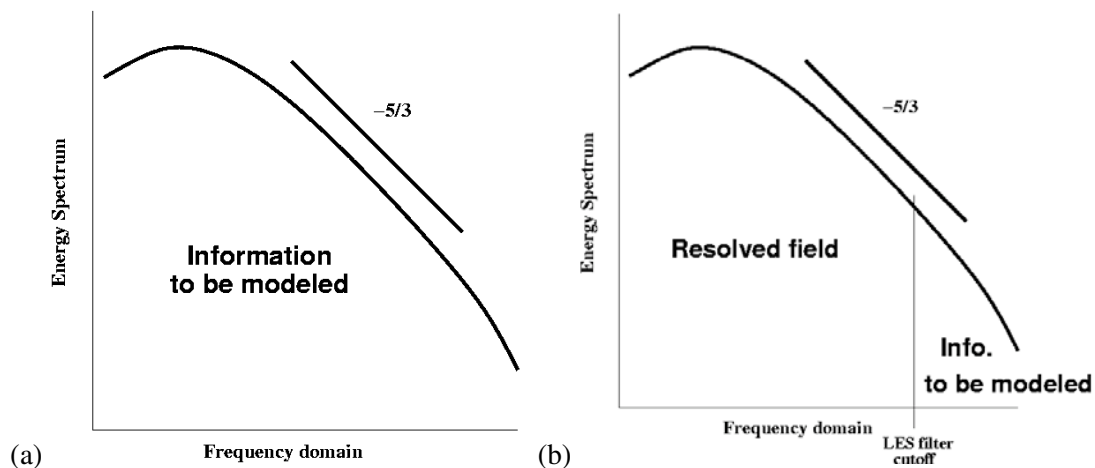 Energy Spectrum
–5/3
Information
to be modeled
(a)
Frequency domain
Energy Spectrum
–5/3
Resolved field
Info.
to be modeled
(b)
Frequency domain
LES filter
cutoff